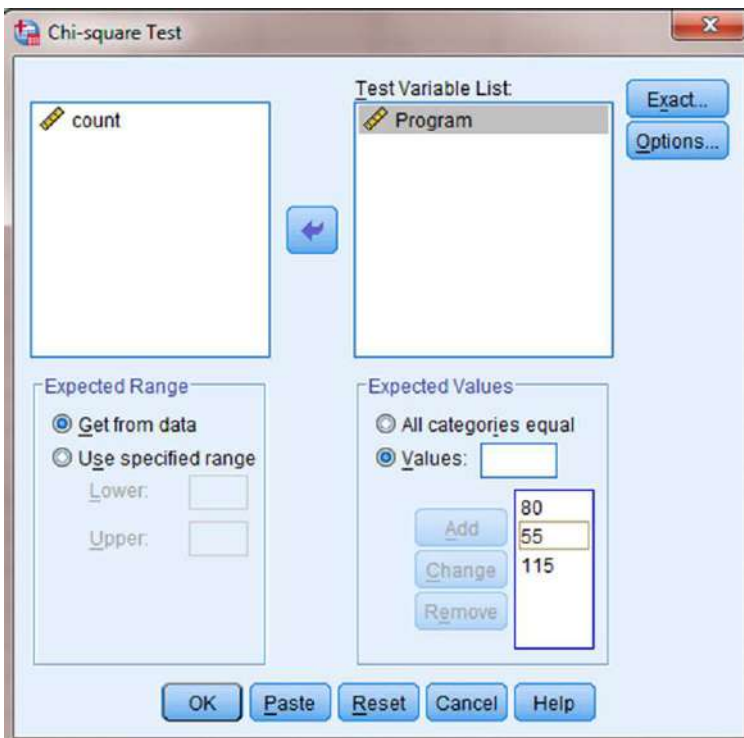 Chi-square Test
Test Variable List:
count
Program
Exact...
Options...
Expected Range
Get from data
Use specified range
Lower:
Upper:
Expected Values
All categories equal
Values:
Add
Change
Remove
80
55
115
OK Paste Reset Cancel Help